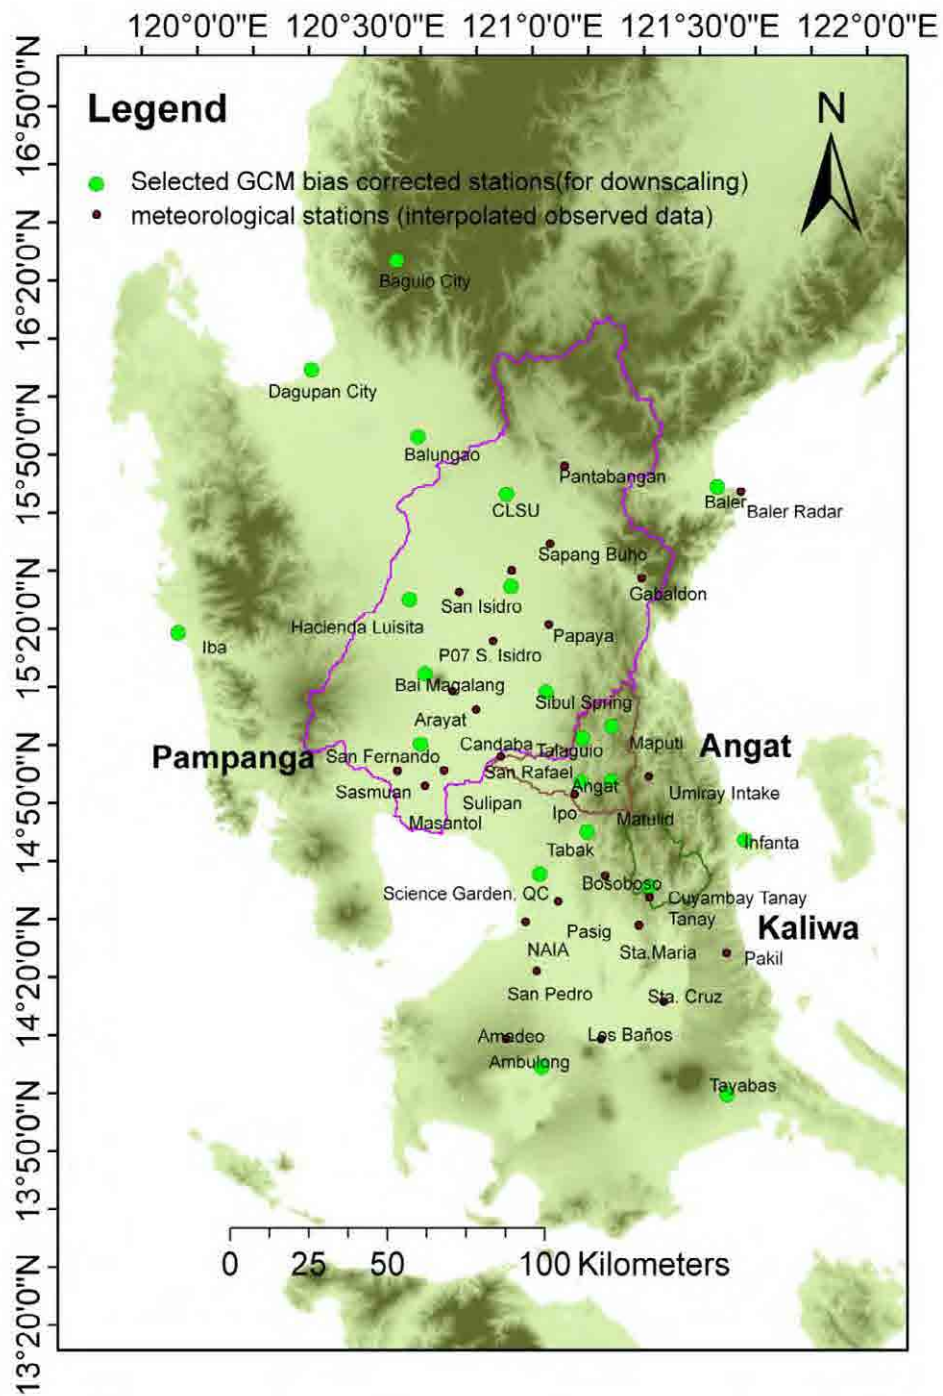 120°0'0"E 120°30'0"E 121°0'0"E 121°30'0"E 122°0'0"E
16°50'0"N
16°20'0"N
15°50'0"N
15°20'0"N
14°50'0"N
14°20'0"N
13°50'0"N
13°20'0"N
Legend
N
Selected GCM bias corrected stations(for downscaling)
meteorological stations (interpolated observed data)
Baguio City
Dagupan City
Balungao
Pantabangan
CLSU
Baler
Baler Radar
Sapang Buho
Gabaldon
San Isidro
Hacienda Luisita
Papaya
Iba
P07 S. Isidro
Bai Magalang
Sibul Spring
Arayat
Candaba
Talaguio
Maputi
Angat
Pampanga
San Fernando
San Rafael
Angat
Umiray Intake
Sasmuan
Sulipan
Ipo
Matulid
Masantol
Infanta
Tabak
Science Garden, QC
Bosoboso
Cuyambay Tanay
Tanay
Kaliwa
Pasig
NAIA
Sta.Maria
Pakil
San Pedro
Sta. Cruz
Amadeo
Los Baños
Ambulong
Tayabas
0 25 50 100 Kilometers